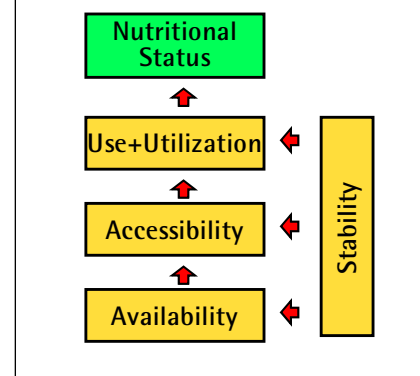 Nutritional
Status
Use+Utilization
Accessibility
Stability
Availability